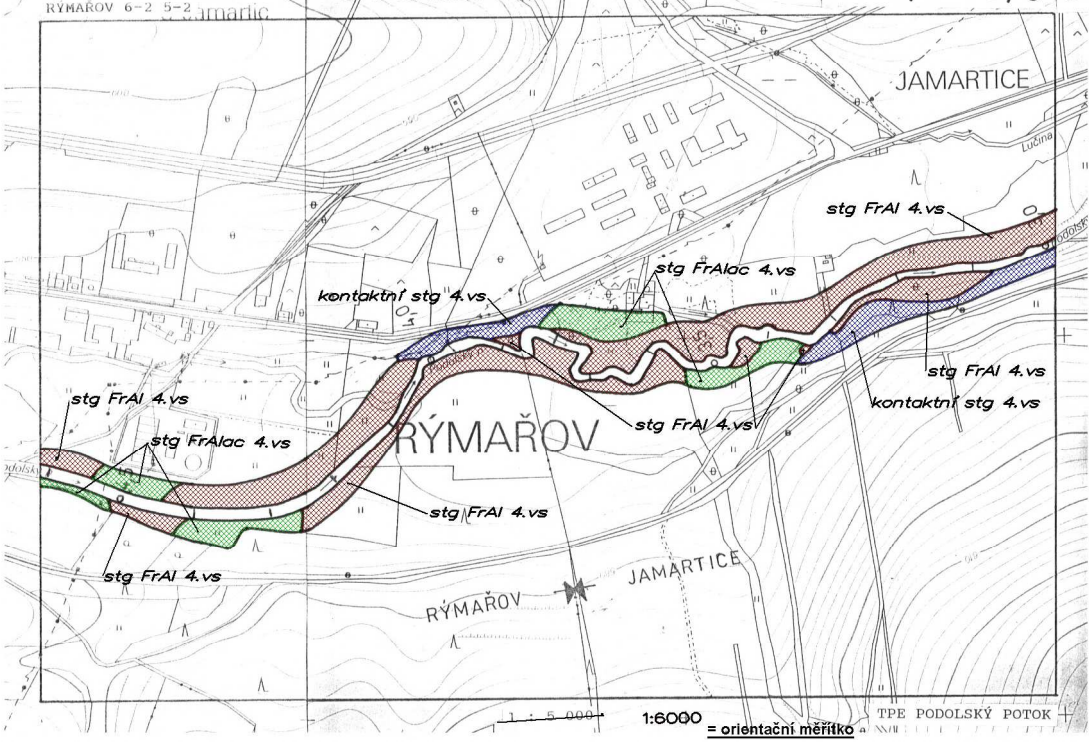 RÝMAŘOV 6-2 5-2
Jamartic
JAMARTICE
Lučina
stg FrAl 4.vs
stg FrAlac 4.vs
kontaktní stg 4.vs
stg FrAl 4.vs
kontaktní stg 4.vs
stg FrAl 4.vs
stg FrAl 4.vs
RÝMAŘOV
stg FrAlac 4.vs
stg FrAl 4.vs
stg FrAl 4.vs
JAMARTICE
RÝMAŘOV
1 : 5 000
1:6000
= orientační měřítko
TPE PODOLSKÝ POTOK